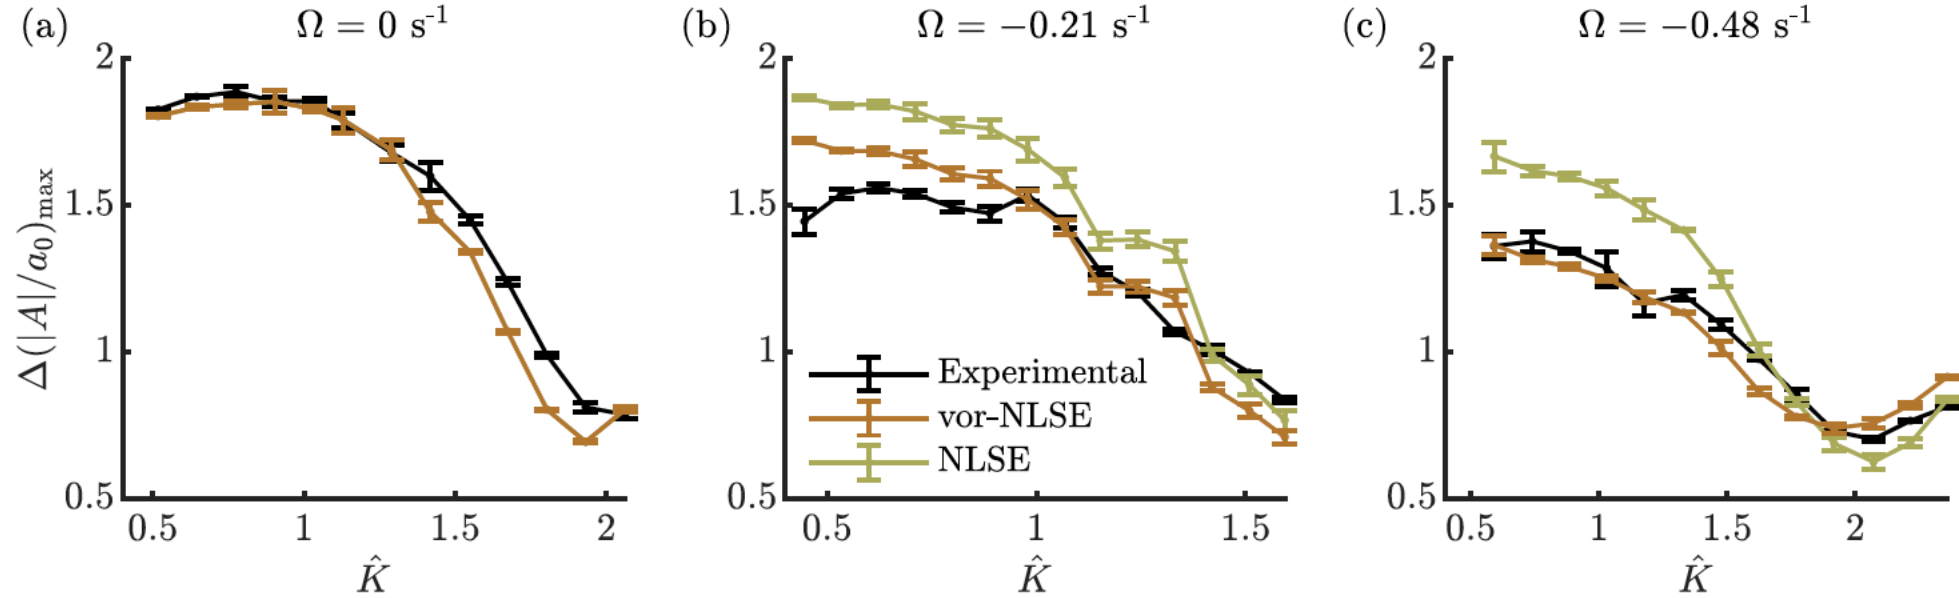 (a) Ω = 0 s⁻¹
(b) Ω = −0.21 s⁻¹
(c) Ω = −0.48 s⁻¹
Δ(|A|/a₀)max
2
1.5
1
0.5
0.5 1 1.5 2
K̂
2
1.5
1
0.5
Experimental
vor-NLSE
NLSE
0.5 1 1.5
K̂
2
1.5
1
0.5
0.5 1 1.5 2
K̂